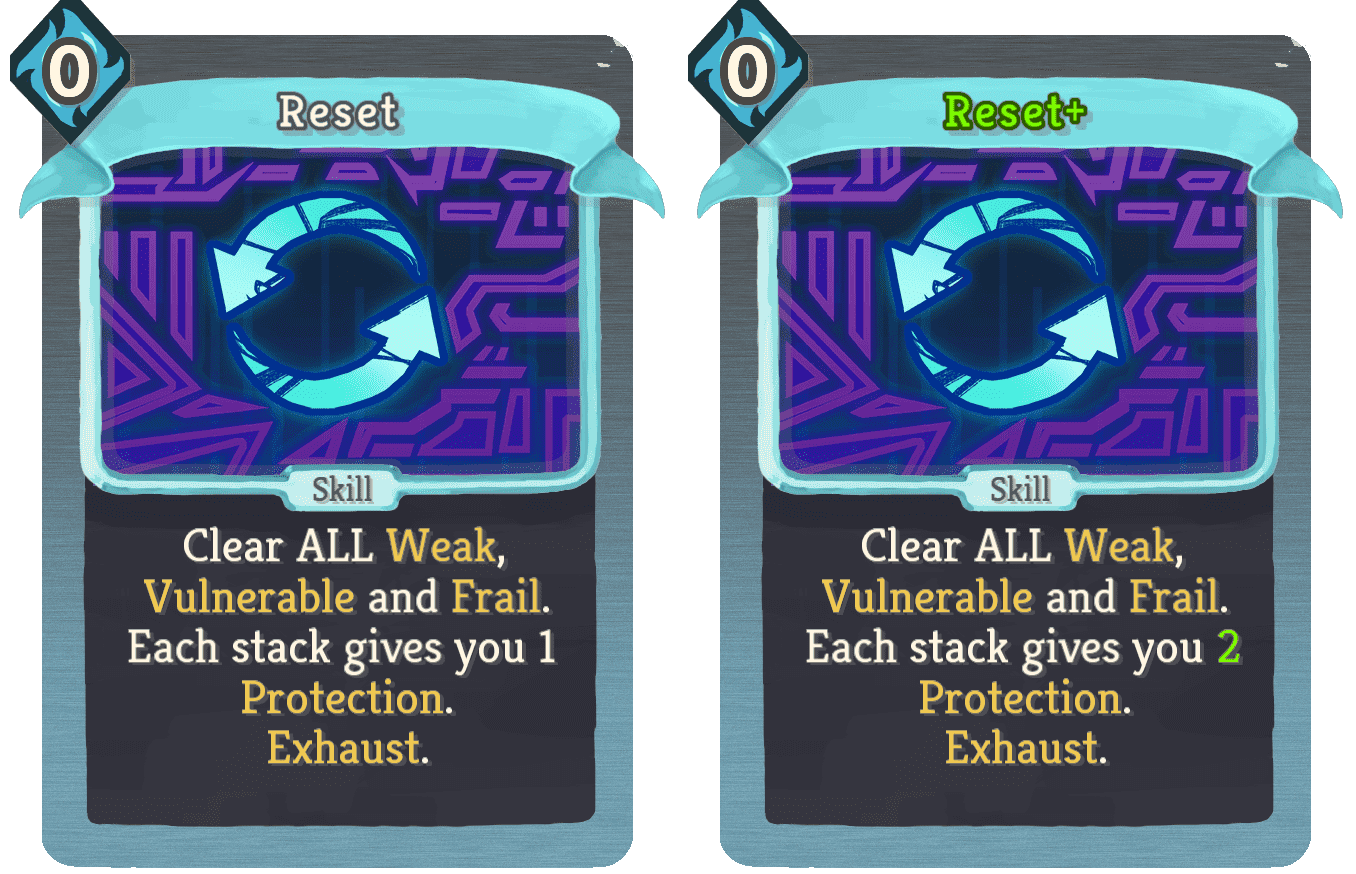 0
Reset
Skill
Clear ALL Weak,
Vulnerable and Frail.
Each stack gives you 1
Protection.
Exhaust.
0
Reset+
Skill
Clear ALL Weak,
Vulnerable and Frail.
Each stack gives you 2
Protection.
Exhaust.